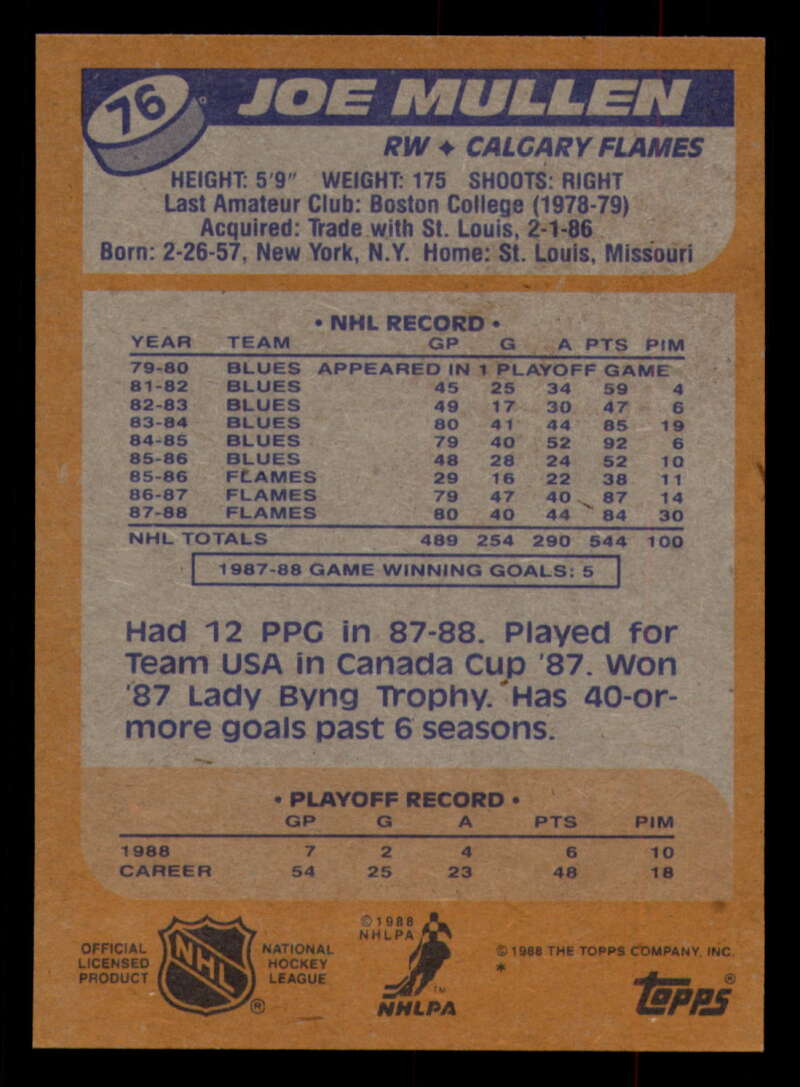 76
JOE MULLEN
RW ✦ CALGARY FLAMES
HEIGHT: 5'9" WEIGHT: 175 SHOOTS: RIGHT
Last Amateur Club: Boston College (1978-79)
Acquired: Trade with St. Louis, 2-1-86
Born: 2-26-57, New York, N.Y. Home: St. Louis, Missouri
• NHL RECORD •
YEAR TEAM GP G A PTS PIM
79-80 BLUES APPEARED IN 1 PLAYOFF GAME
81-82 BLUES 45 25 34 59 4
82-83 BLUES 49 17 30 47 6
83-84 BLUES 80 41 44 85 19
84-85 BLUES 79 40 52 92 6
85-86 BLUES 48 28 24 52 10
85-86 FLAMES 29 16 22 38 11
86-87 FLAMES 79 47 40 87 14
87-88 FLAMES 80 40 44 84 30
NHL TOTALS 489 254 290 544 100
1987-88 GAME WINNING GOALS: 5
Had 12 PPG in 87-88. Played for
Team USA in Canada Cup '87. Won
'87 Lady Byng Trophy. Has 40-or-
more goals past 6 seasons.
• PLAYOFF RECORD •
GP G A PTS PIM
1988 7 2 4 6 10
CAREER 54 25 23 48 18
OFFICIAL
LICENSED
PRODUCT
NHL
®
NATIONAL
HOCKEY
LEAGUE
©1988
NHLPA
TM
NHLPA
© 1988 THE TOPPS COMPANY, INC.
*
topps®